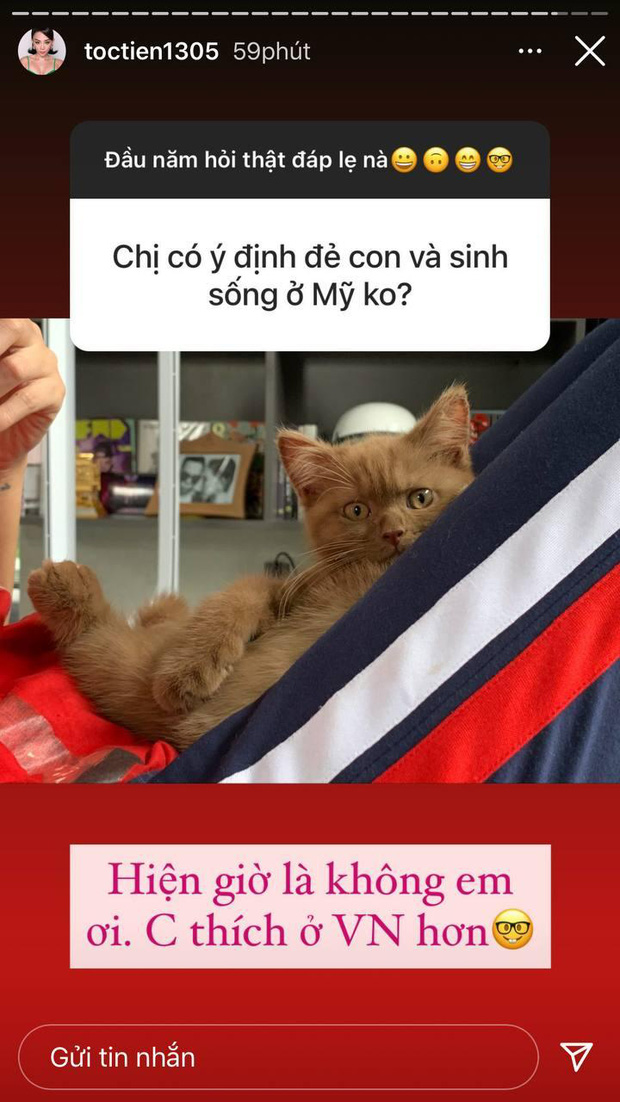 toctien1305 59phút
Đầu năm hỏi thật đáp lẹ nà😀🙃😁🤓
Chị có ý định đẻ con và sinh
sống ở Mỹ ko?
Hiện giờ là không em
ơi. C thích ở VN hơn🤓
Gửi tin nhắn